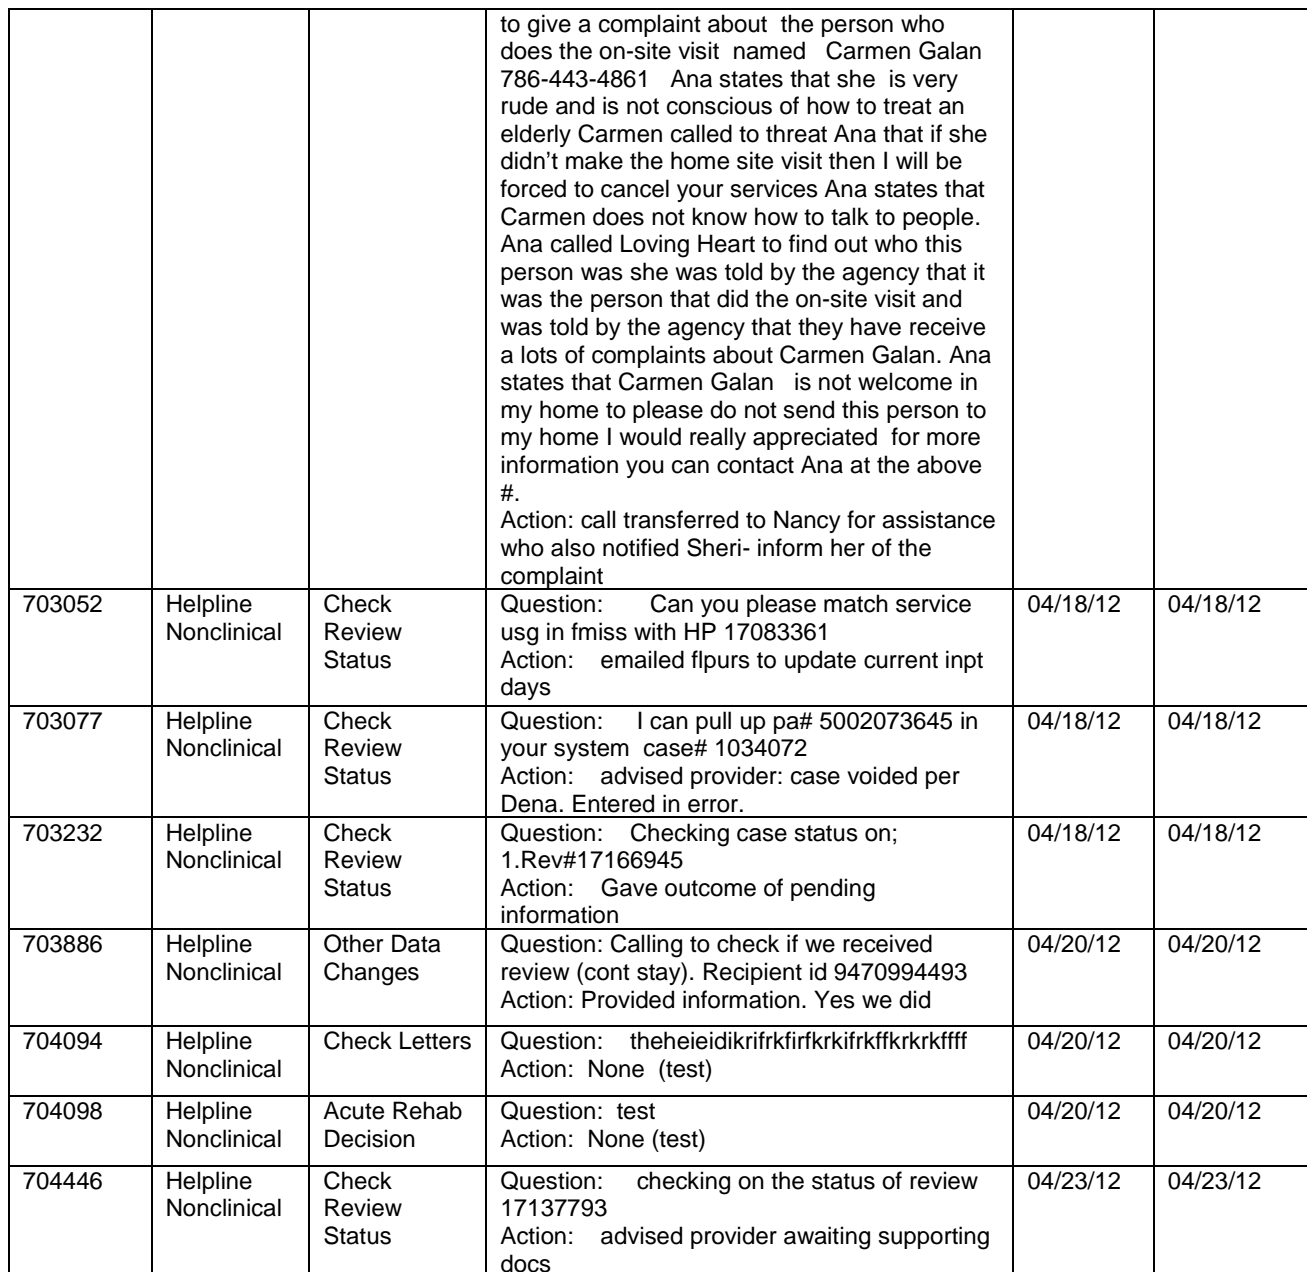 to give a complaint about  the person who
does the on-site visit  named   Carmen Galan
786-443-4861   Ana states that she  is very
rude and is not conscious of how to treat an
elderly Carmen called to threat Ana that if she
didn’t make the home site visit then I will be
forced to cancel your services Ana states that
Carmen does not know how to talk to people.
Ana called Loving Heart to find out who this
person was she was told by the agency that it
was the person that did the on-site visit and
was told by the agency that they have receive
a lots of complaints about Carmen Galan. Ana
states that Carmen Galan   is not welcome in
my home to please do not send this person to
my home I would really appreciated  for more
information you can contact Ana at the above
#.
Action: call transferred to Nancy for assistance
who also notified Sheri- inform her of the
complaint
703052 Helpline Check Question:      Can you please match service 04/18/12 04/18/12
Nonclinical Review usg in fmiss with HP 17083361
Status Action:    emailed flpurs to update current inpt
days
703077 Helpline Check Question:     I can pull up pa# 5002073645 in 04/18/12 04/18/12
Nonclinical Review your system  case# 1034072
Status Action:    advised provider: case voided per
Dena. Entered in error.
703232 Helpline Check Question:    Checking case status on; 04/18/12 04/18/12
Nonclinical Review 1.Rev#17166945
Status Action:    Gave outcome of pending
information
703886 Helpline Other Data Question: Calling to check if we received 04/20/12 04/20/12
Nonclinical Changes review (cont stay). Recipient id 9470994493
Action: Provided information. Yes we did
704094 Helpline Check Letters Question:    theheieidikrifrkfirfkrkifrkffkrkrkffff 04/20/12 04/20/12
Nonclinical Action:  None  (test)
704098 Helpline Acute Rehab Question:  test 04/20/12 04/20/12
Nonclinical Decision Action:  None (test)
704446 Helpline Check Question:     checking on the status of review 04/23/12 04/23/12
Nonclinical Review 17137793
Status Action:    advised provider awaiting supporting
docs